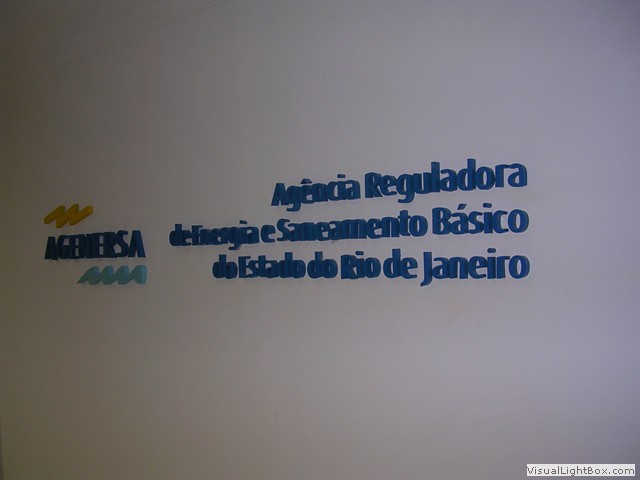 AGENERSA
Agência Reguladora
de Energia e Saneamento Básico
do Estado do Rio de Janeiro
VisualLightBox.com